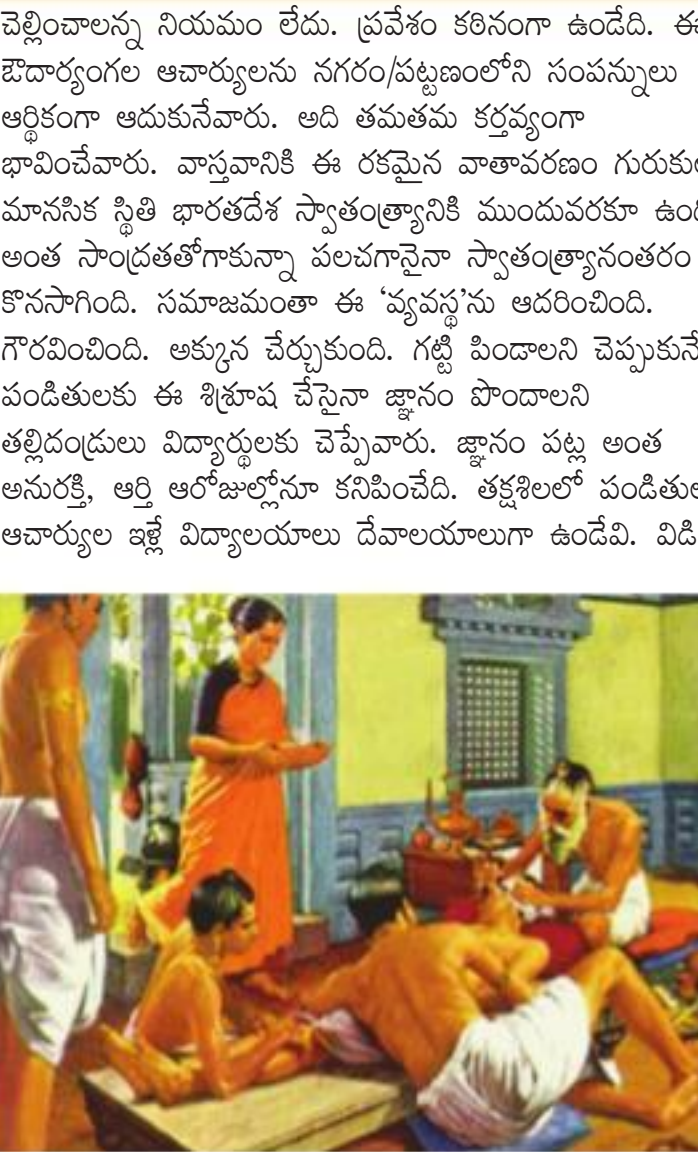 చెల్లించాలన్న నియమం లేదు. ప్రవేశం కఠినంగా ఉండేది. ఈ
ఔదార్యంగల ఆచార్యులను నగరం/పట్టణంలోని సంపన్నులు
ఆర్థికంగా ఆదుకునేవారు. అది తమతమ కర్తవ్యంగా
భావించేవారు. వాస్తవానికి ఈ రకమైన వాతావరణం
మానసిక స్థితి భారతదేశ స్వాతంత్ర్యానికి ముందువరకూ
అంత సాంద్రతతోగాకున్నా పలచగానైనా స్వాతంత్ర్యానంతరం
కొనసాగింది. సమాజమంతా ఈ ‘వ్యవస్థ’ను ఆదరించింది.
గౌరవించింది. అక్కున చేర్చుకుంది. గట్టి పిండాలని
పండితులకు ఈ శిశ్రూష చేసైనా జ్ఞానం పొందాలని
తల్లిదండ్రులు విద్యార్థులకు చెప్పేవారు. జ్ఞానం పట్ల అంత
అనురక్తి, ఆర్తి ఆరోజుల్లోనూ కనిపించేది. తక్షశిలలో
ఆచార్యుల ఇళ్లే విద్యాలయాలు దేవాలయాలుగా ఉండేవి.